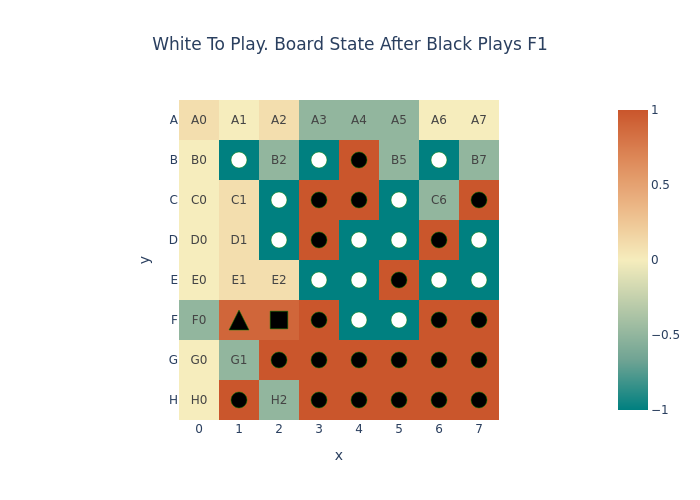 White To Play. Board State After Black Plays F1
A A0 A1 A2 A3 A4 A5 A6 A7
B B0 B2 B5 B7
C C0 C1 C6
D D0 D1
E E0 E1 E2
F F0
G G0 G1
H H0 H2
0 1 2 3 4 5 6 7
x
y
1
0.5
0
−0.5
−1